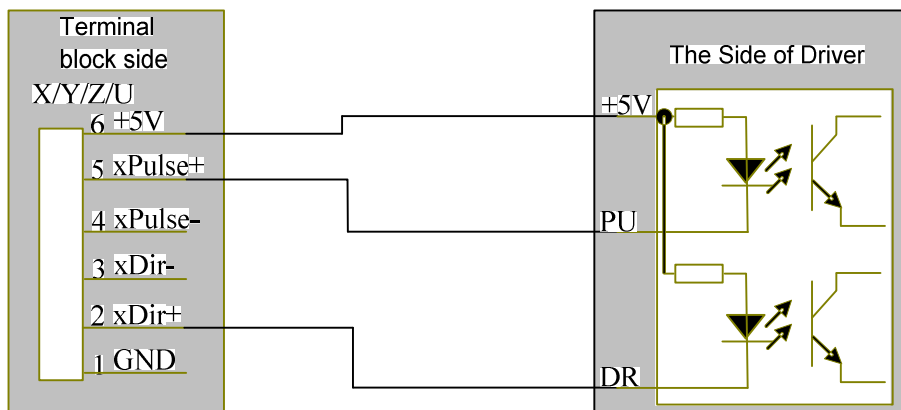 Terminal
block side
X/Y/Z/U
6 +5V
5 xPulse+
4 xPulse-
3 xDir-
2 xDir+
1 GND
The Side of Driver
+5V
PU
DR